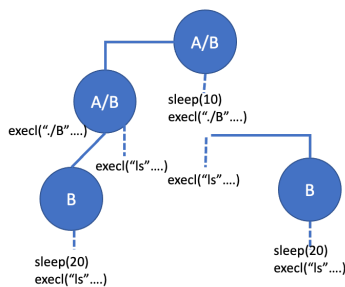 A/B
A/B
sleep(10)
execl("./B"....)
execl("./B"....)
execl("ls"....)
execl("ls"....)
B
B
sleep(20)
execl("ls"....)
sleep(20)
execl("ls"....)